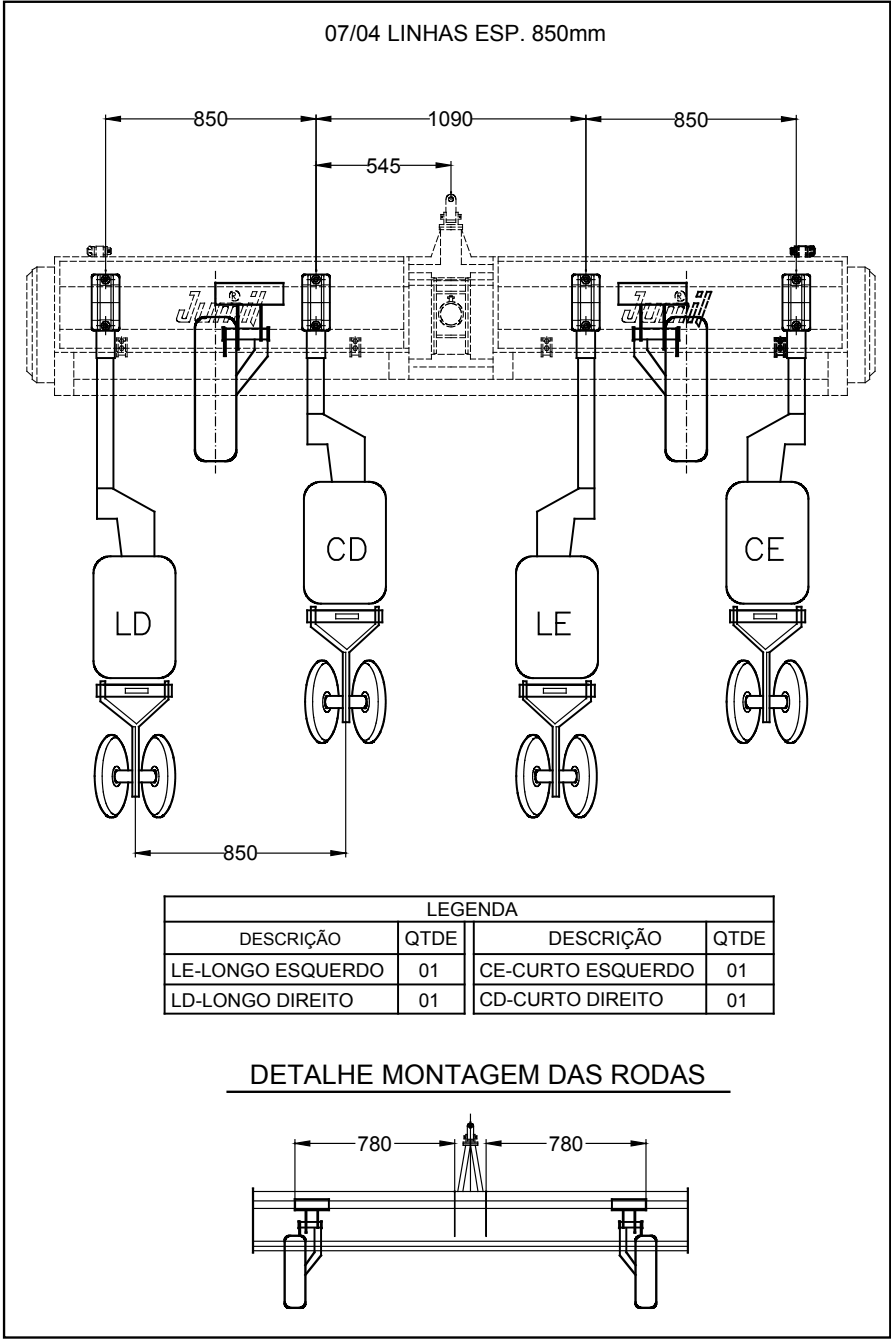 07/04 LINHAS ESP. 850mm
850
1090
850
545
Jumil ®
Jumil ®
LD
CD
LE
CE
850
LEGENDA
DESCRIÇÃO QTDE DESCRIÇÃO QTDE
LE-LONGO ESQUERDO 01 CE-CURTO ESQUERDO 01
LD-LONGO DIREITO 01 CD-CURTO DIREITO 01
DETALHE MONTAGEM DAS RODAS
780
780